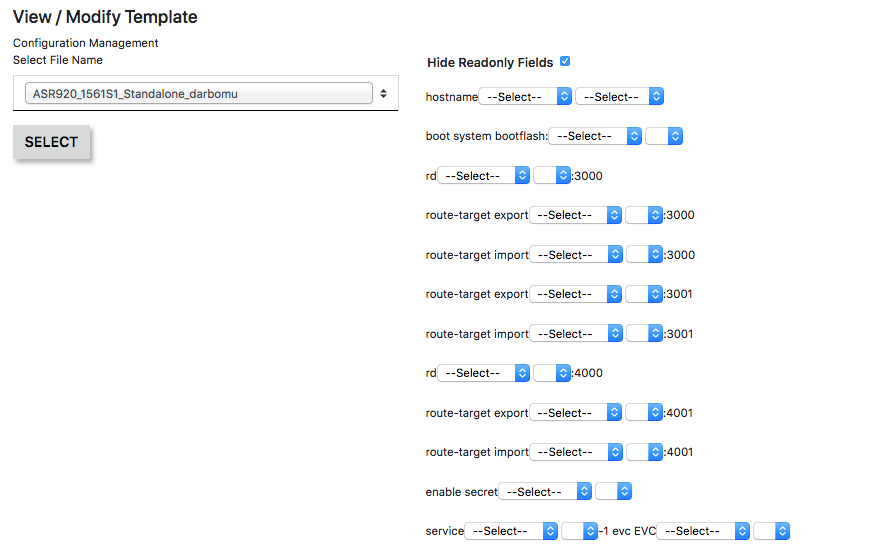 View / Modify Template
Configuration Management
Select File Name
ASR920_1561S1_Standalone_darbomu
SELECT
Hide Readonly Fields
hostname --Select-- --Select--
boot system bootflash: --Select--
rd --Select-- :3000
route-target export --Select-- :3000
route-target import --Select-- :3000
route-target export --Select-- :3001
route-target import --Select-- :3001
rd --Select-- :4000
route-target export --Select-- :4001
route-target import --Select-- :4001
enable secret --Select--
service --Select-- -1 evc EVC --Select--